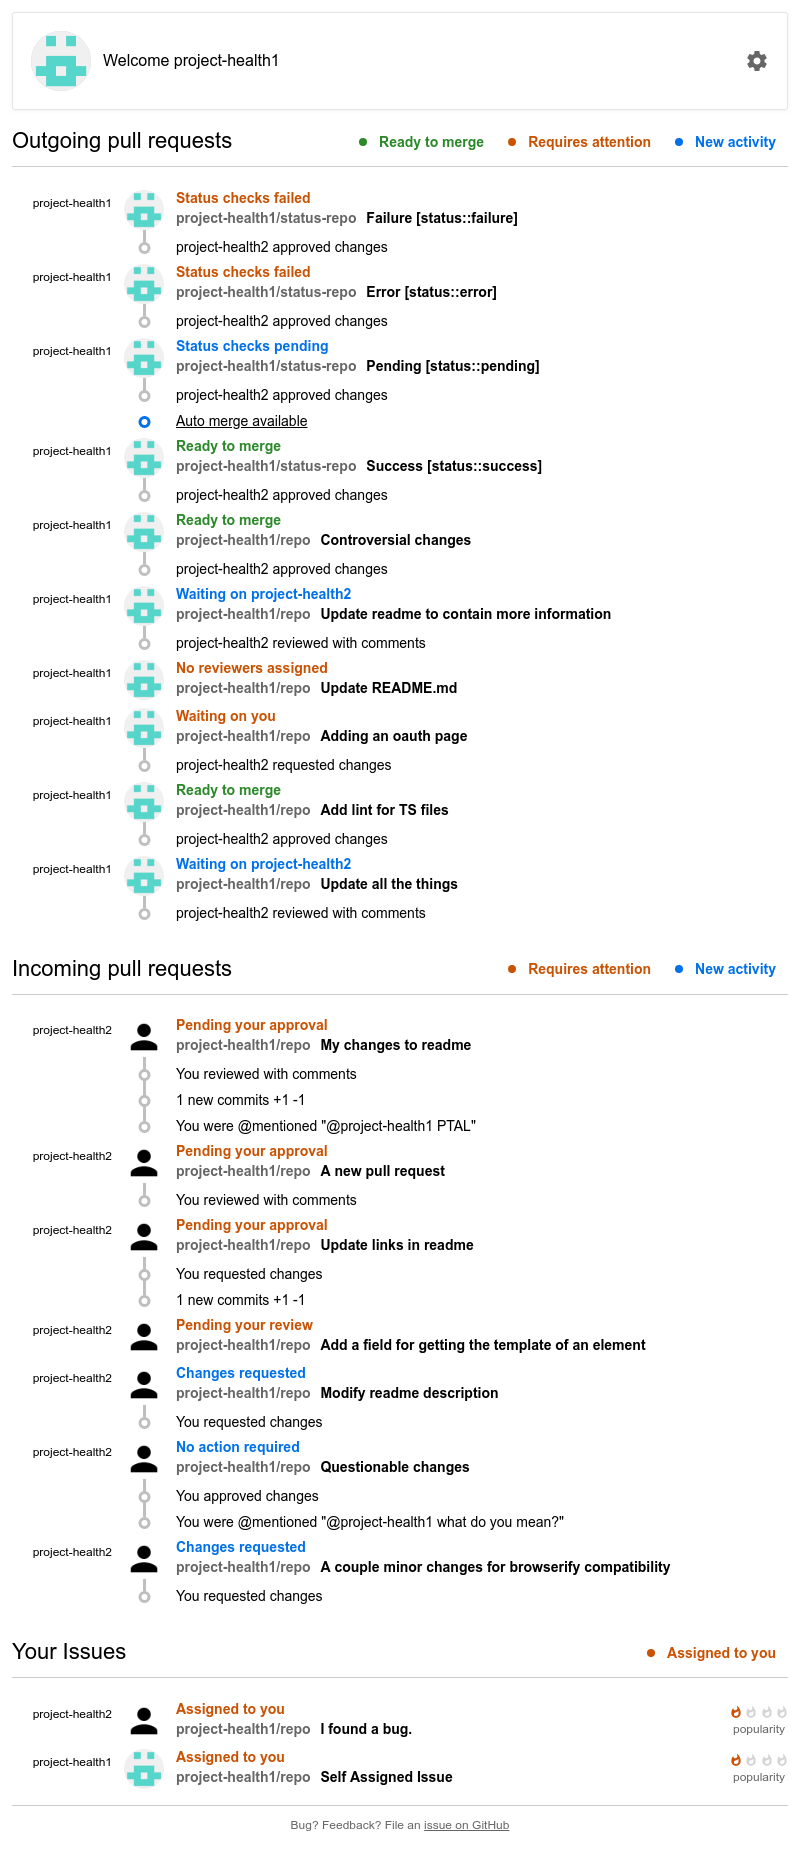 Welcome project-health1
Outgoing pull requests
Ready to merge
Requires attention
New activity
project-health1
Status checks failed
project-health1/status-repo Failure [status::failure]
project-health2 approved changes
project-health1
Status checks failed
project-health1/status-repo Error [status::error]
project-health2 approved changes
project-health1
Status checks pending
project-health1/status-repo Pending [status::pending]
project-health2 approved changes
Auto merge available
project-health1
Ready to merge
project-health1/status-repo Success [status::success]
project-health2 approved changes
project-health1
Ready to merge
project-health1/repo Controversial changes
project-health2 approved changes
project-health1
Waiting on project-health2
project-health1/repo Update readme to contain more information
project-health2 reviewed with comments
project-health1
No reviewers assigned
project-health1/repo Update README.md
project-health1
Waiting on you
project-health1/repo Adding an oauth page
project-health2 requested changes
project-health1
Ready to merge
project-health1/repo Add lint for TS files
project-health2 approved changes
project-health1
Waiting on project-health2
project-health1/repo Update all the things
project-health2 reviewed with comments
Incoming pull requests
Requires attention
New activity
project-health2
Pending your approval
project-health1/repo My changes to readme
You reviewed with comments
1 new commits +1 -1
You were @mentioned "@project-health1 PTAL"
project-health2
Pending your approval
project-health1/repo A new pull request
You reviewed with comments
project-health2
Pending your approval
project-health1/repo Update links in readme
You requested changes
1 new commits +1 -1
project-health2
Pending your review
project-health1/repo Add a field for getting the template of an element
project-health2
Changes requested
project-health1/repo Modify readme description
You requested changes
project-health2
No action required
project-health1/repo Questionable changes
You approved changes
You were @mentioned "@project-health1 what do you mean?"
project-health2
Changes requested
project-health1/repo A couple minor changes for browserify compatibility
You requested changes
Your Issues
Assigned to you
project-health2
Assigned to you
project-health1/repo I found a bug.
popularity
project-health1
Assigned to you
project-health1/repo Self Assigned Issue
popularity
Bug? Feedback? File an issue on GitHub